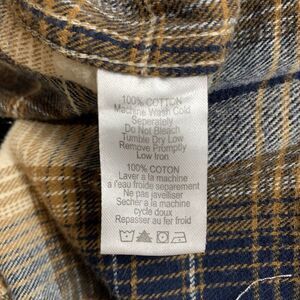 100% COTTON
Machine Wash Cold
Seperately
Do Not Bleach
Tumble Dry Low
Remove Promptly
Low Iron
100% COTON
Laver a la machine
a l'eau froide separement
Ne pas javelliser
Secher a la machine
cycle doux
Repasser au fer froid